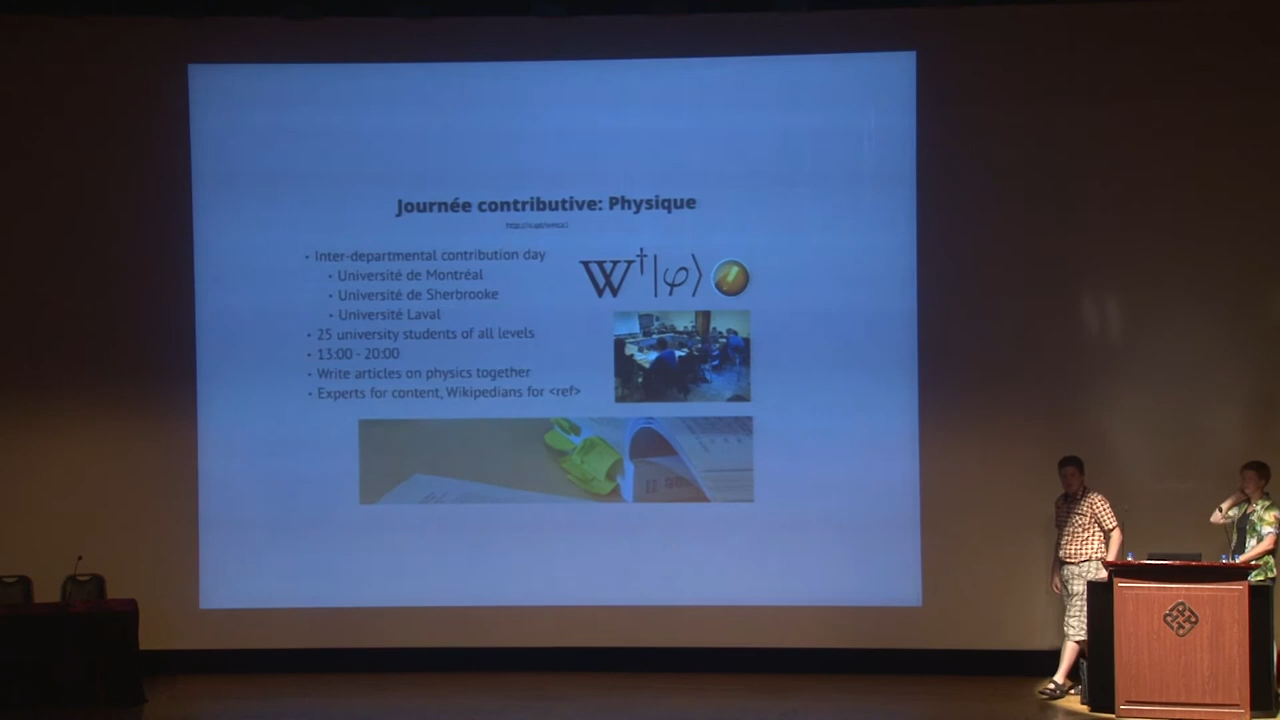 Journée contributive: Physique
• Inter-departmental contribution day
• Université de Montréal
• Université de Sherbrooke
• Université Laval
• 25 university students of all levels
• 13:00 - 20:00
• Write articles on physics together
• Experts for content, Wikipedians for <ref>
W†|φ⟩